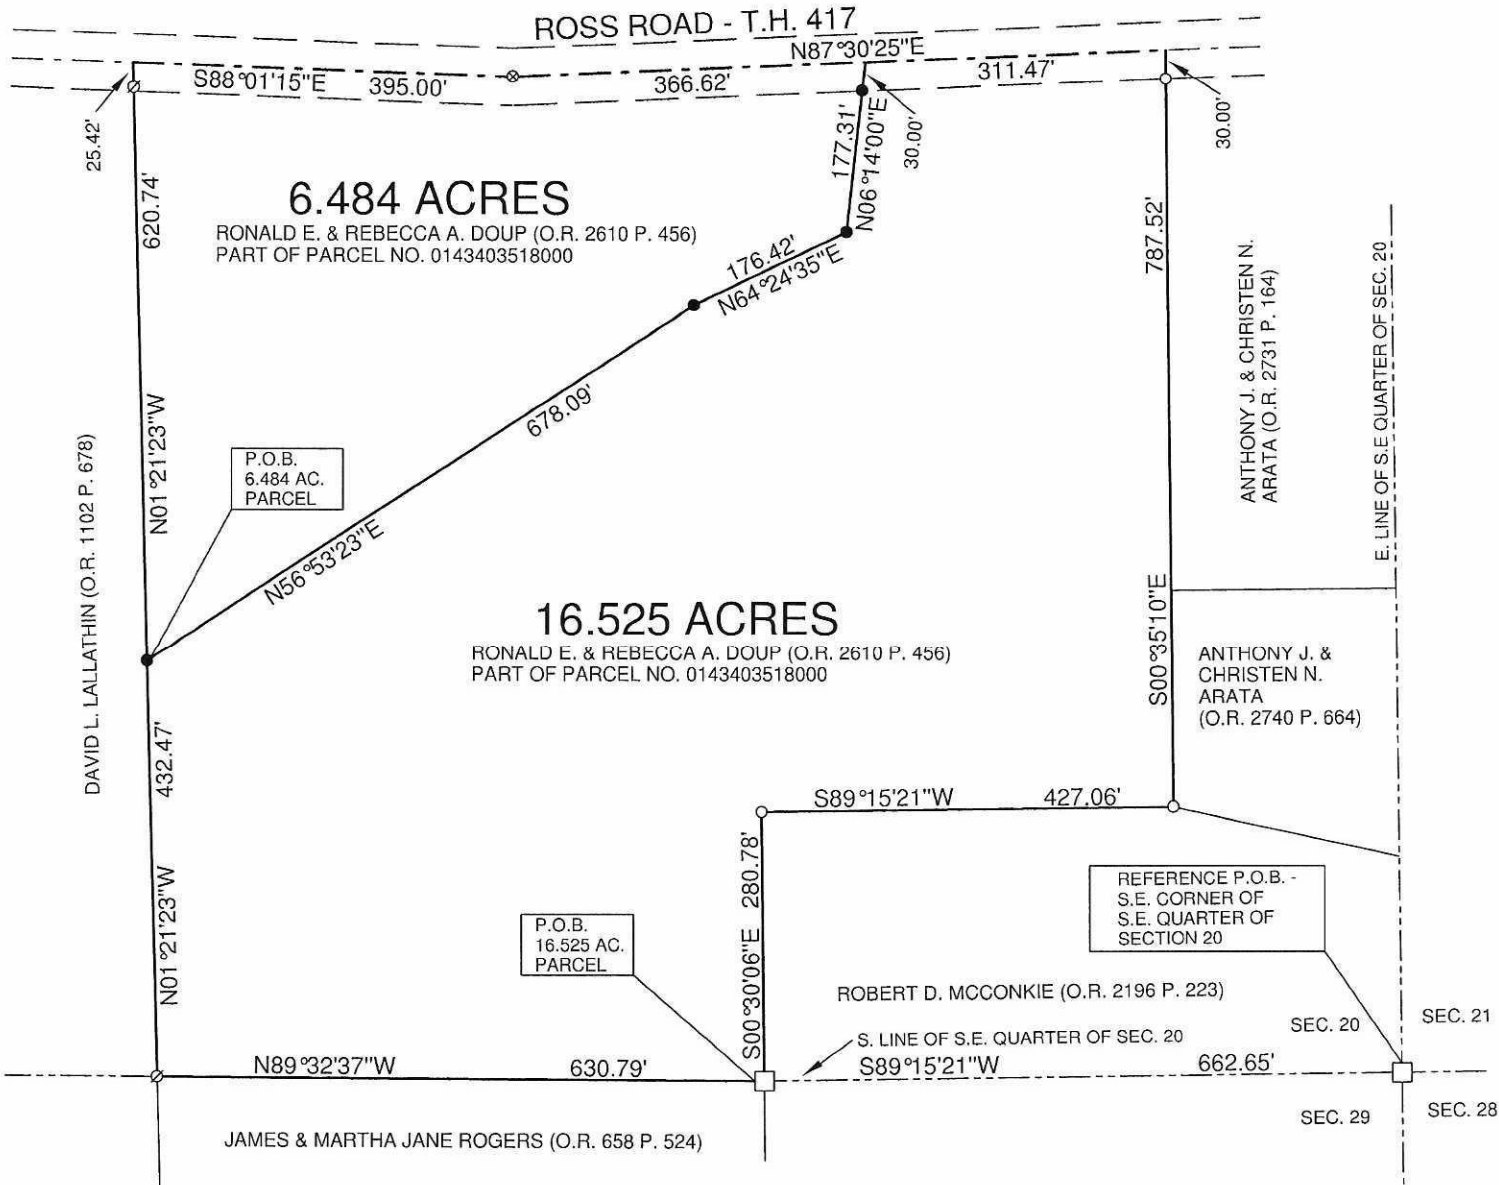 ROSS ROAD - T.H. 417
N87°30'25"E
S88°01'15"E
395.00'
366.62'
311.47'
25.42'
620.74'
177.31'
N06°14'00"E
30.00'
30.00'
6.484 ACRES
RONALD E. & REBECCA A. DOUP (O.R. 2610 P. 456)
PART OF PARCEL NO. 0143403518000
176.42'
N64°24'35"E
787.52'
ANTHONY J. & CHRISTEN N.
ARATA (O.R. 2731 P. 164)
E. LINE OF S.E QUARTER OF SEC. 20
678.09'
N01°21'23"W
P.O.B.
6.484 AC.
PARCEL
DAVID L. LALLATHIN (O.R. 1102 P. 678)
N56°53'23"E
16.525 ACRES
RONALD E. & REBECCA A. DOUP (O.R. 2610 P. 456)
PART OF PARCEL NO. 0143403518000
S00°35'10"E
ANTHONY J. &
CHRISTEN N.
ARATA
(O.R. 2740 P. 664)
432.47'
S89°15'21"W
427.06'
280.78'
N01°21'23"W
P.O.B.
16.525 AC.
PARCEL
S00°30'06"E
REFERENCE P.O.B. -
S.E. CORNER OF
S.E. QUARTER OF
SECTION 20
ROBERT D. MCCONKIE (O.R. 2196 P. 223)
SEC. 20
SEC. 21
S. LINE OF S.E. QUARTER OF SEC. 20
N89°32'37"W
630.79'
S89°15'21"W
662.65'
SEC. 29
SEC. 28
JAMES & MARTHA JANE ROGERS (O.R. 658 P. 524)